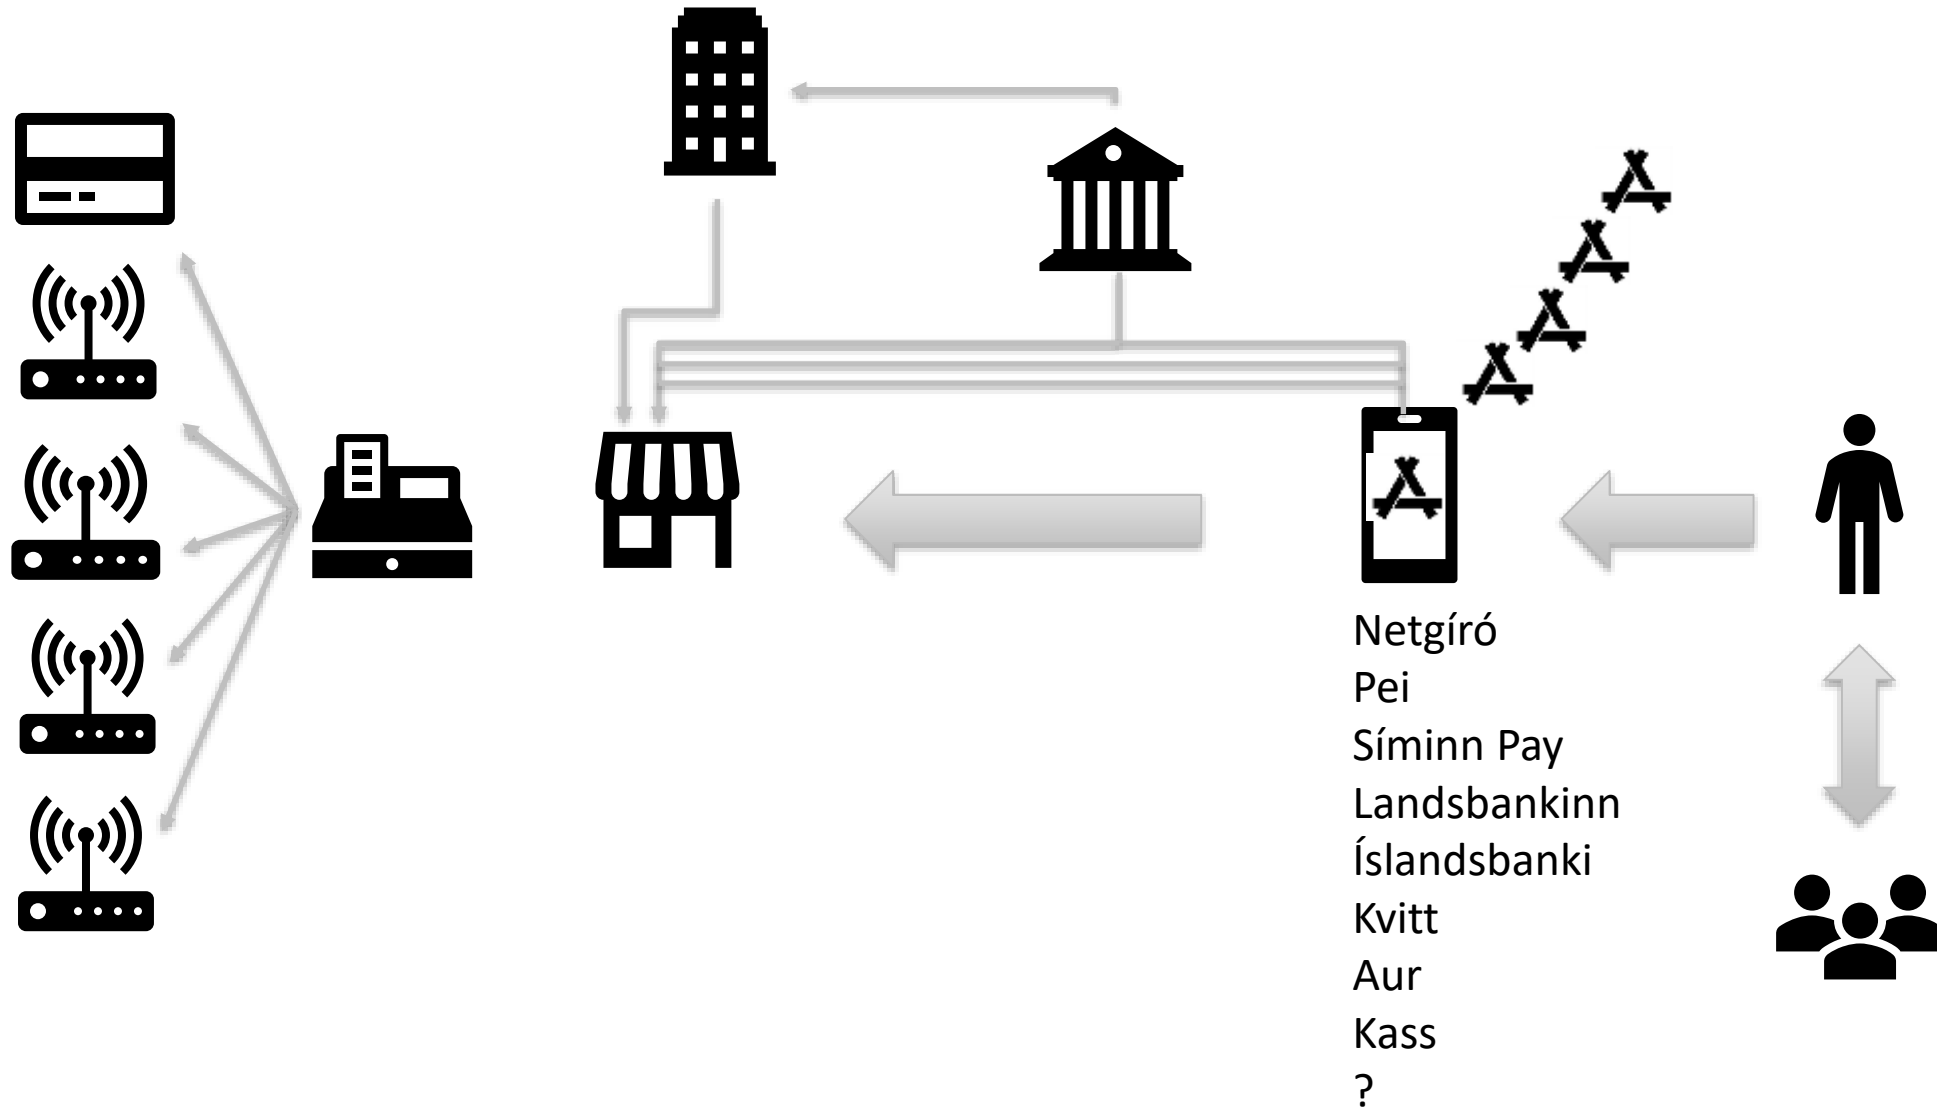 Netgíró
Pei
Síminn Pay
Landsbankinn
Íslandsbanki
Kvitt
Aur
Kass
?